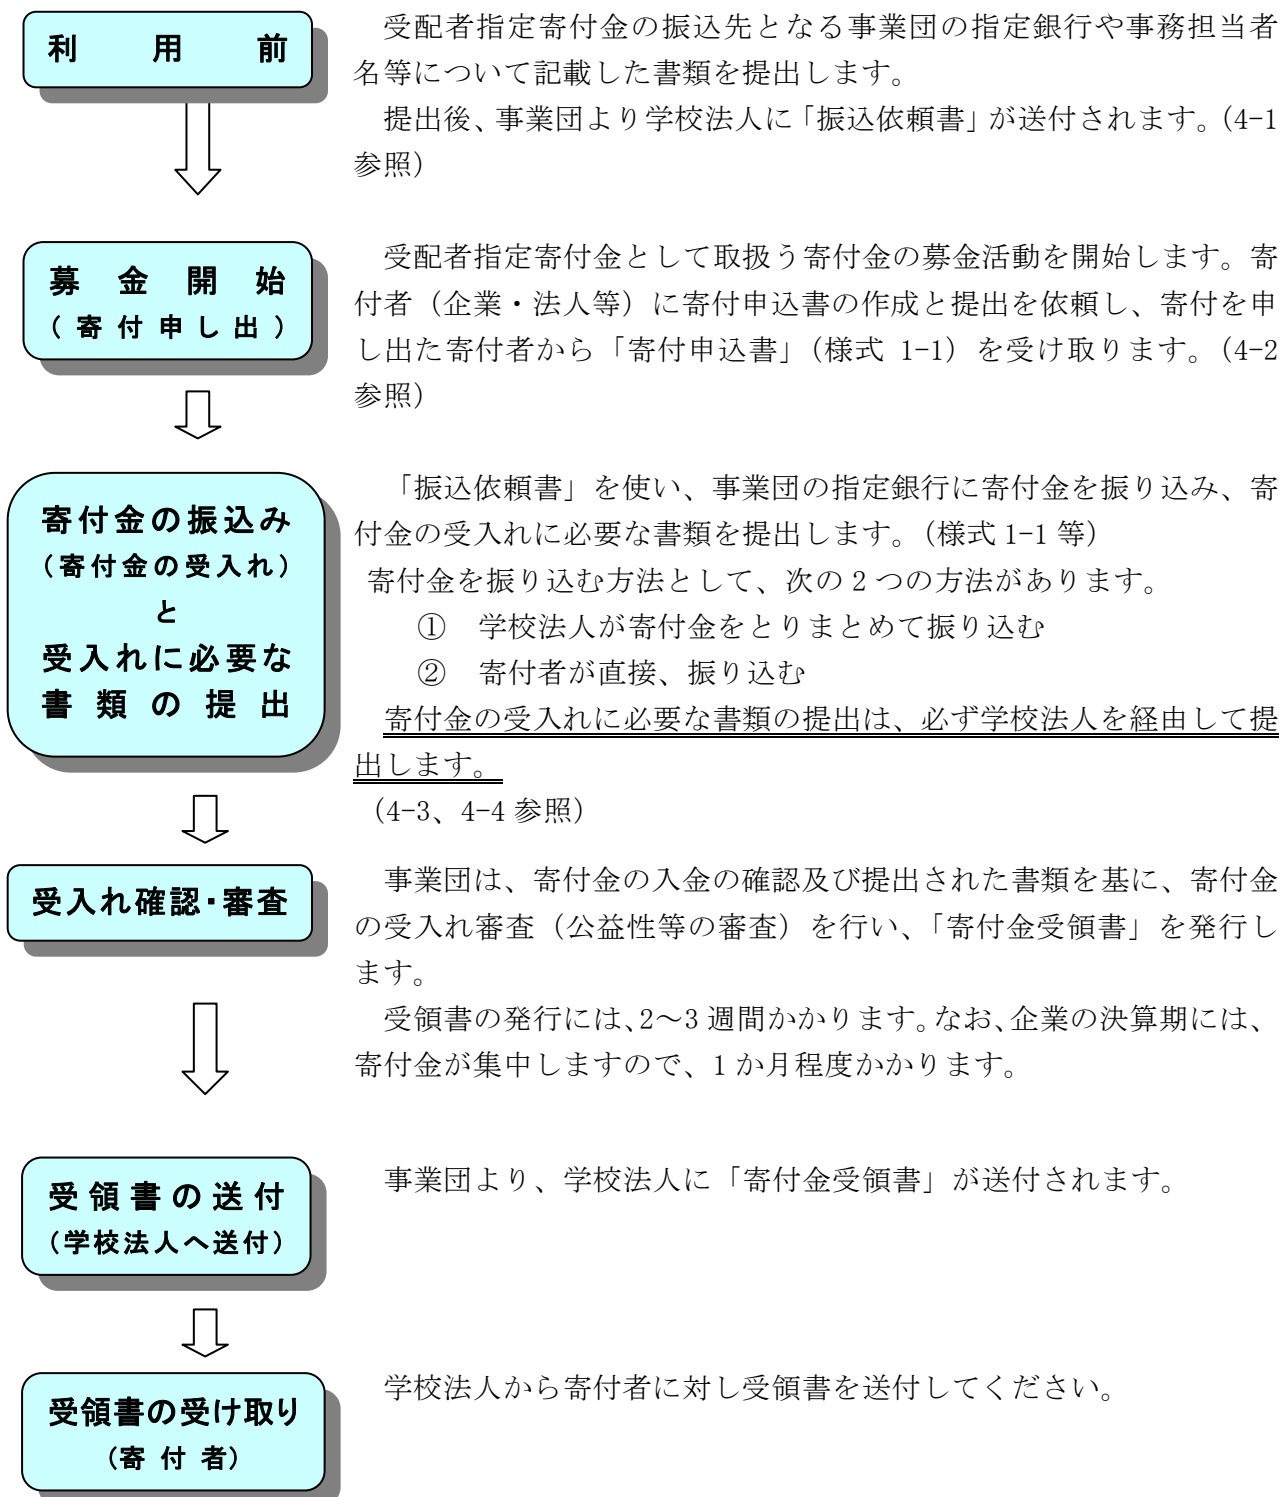 利用前
受配者指定寄付金の振込先となる事業団の指定銀行や事務担当者
名等について記載した書類を提出します。
提出後、事業団より学校法人に「振込依頼書」が送付されます。(4-1
参照)
募金開始
(寄付申し出)
受配者指定寄付金として取扱う寄付金の募金活動を開始します。寄
付者(企業・法人等)に寄付申込書の作成と提出を依頼し、寄付を申
し出た寄付者から「寄付申込書」(様式 1-1)を受け取ります。(4-2
参照)
寄付金の振込み
(寄付金の受入れ)
と
受入れに必要な
書類の提出
「振込依頼書」を使い、事業団の指定銀行に寄付金を振り込み、寄
付金の受入れに必要な書類を提出します。(様式 1-1 等)
寄付金を振り込む方法として、次の 2 つの方法があります。
① 学校法人が寄付金をとりまとめて振り込む
② 寄付者が直接、振り込む
寄付金の受入れに必要な書類の提出は、必ず学校法人を経由して提
出します。
(4-3、4-4 参照)
受入れ確認・審査
事業団は、寄付金の入金の確認及び提出された書類を基に、寄付金
の受入れ審査(公益性等の審査)を行い、「寄付金受領書」を発行し
ます。
受領書の発行には、2～3 週間かかります。なお、企業の決算期には、
寄付金が集中しますので、1 か月程度かかります。
受領書の送付
(学校法人へ送付)
事業団より、学校法人に「寄付金受領書」が送付されます。
受領書の受け取り
(寄付者)
学校法人から寄付者に対し受領書を送付してください。